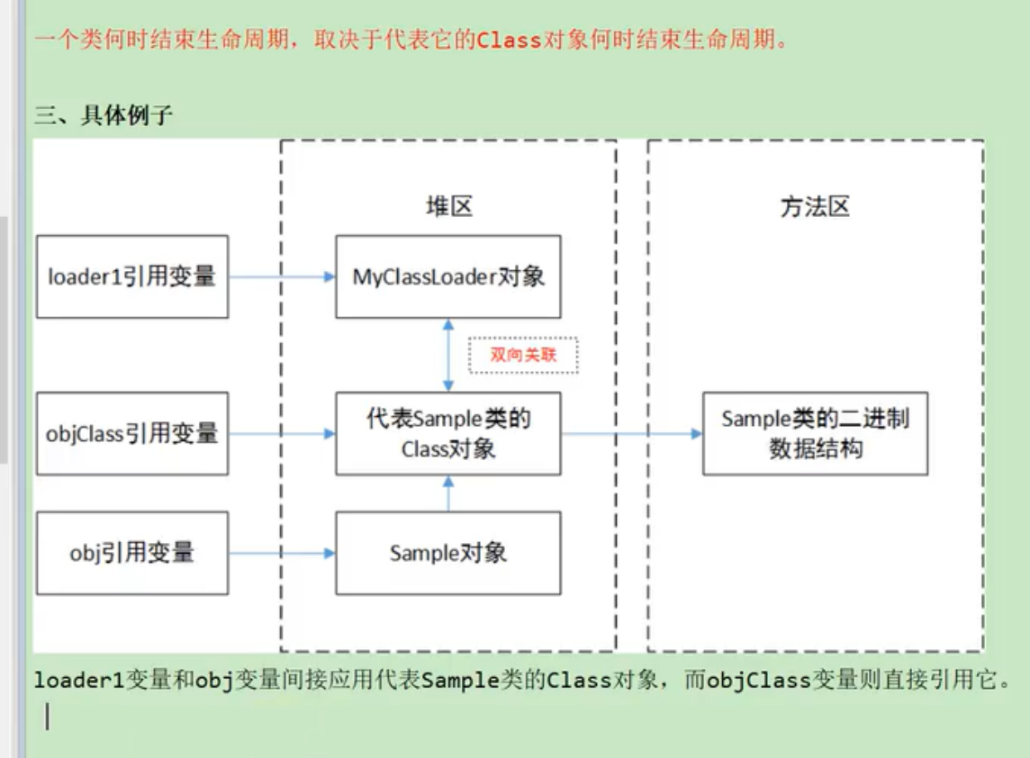 一个类何时结束生命周期，取决于代表它的Class对象何时结束生命周期。
三、具体例子
堆区
方法区
loader1引用变量
MyClassLoader对象
双向关联
objClass引用变量
代表Sample类的
Class对象
Sample类的二进制
数据结构
obj引用变量
Sample对象
loader1变量和obj变量间接应用代表Sample类的Class对象，而objClass变量则直接引用它。